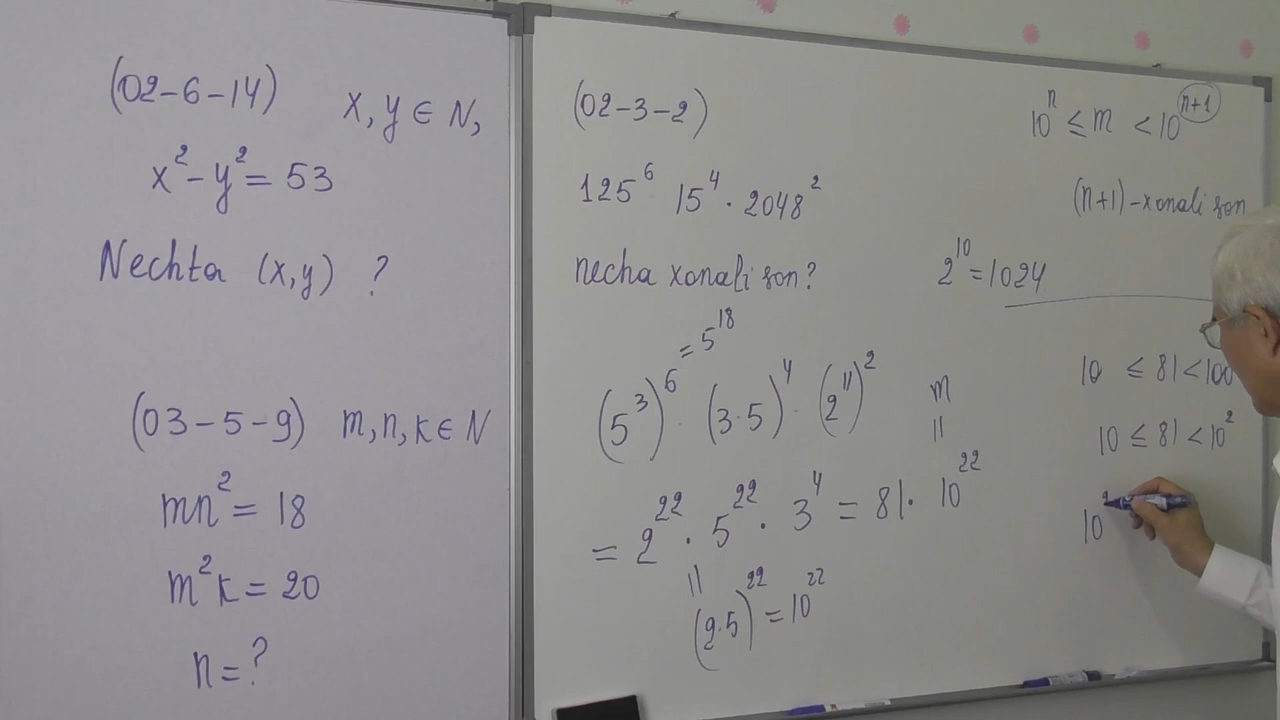 (02-6-14) x, y ∈ N,
x² - y² = 53
Nechta (x, y) ?
(03-5-9) m, n, k ∈ N
mn² = 18
m²k = 20
n = ?
(02-3-2)
125⁶ 15⁴ · 2048²
necha xonali son?
= 5¹⁸
(5³)⁶ · (3·5)⁴ · (2¹¹)²
= 2²² · 5²² · 3⁴ = 81 · 10²²
(2·5)²² = 10²²
m
10ⁿ ≤ m < 10ⁿ⁺¹
(n+1)-xonali son
2¹⁰ = 1024
10 ≤ 81 < 100
10 ≤ 81 < 10²
10²